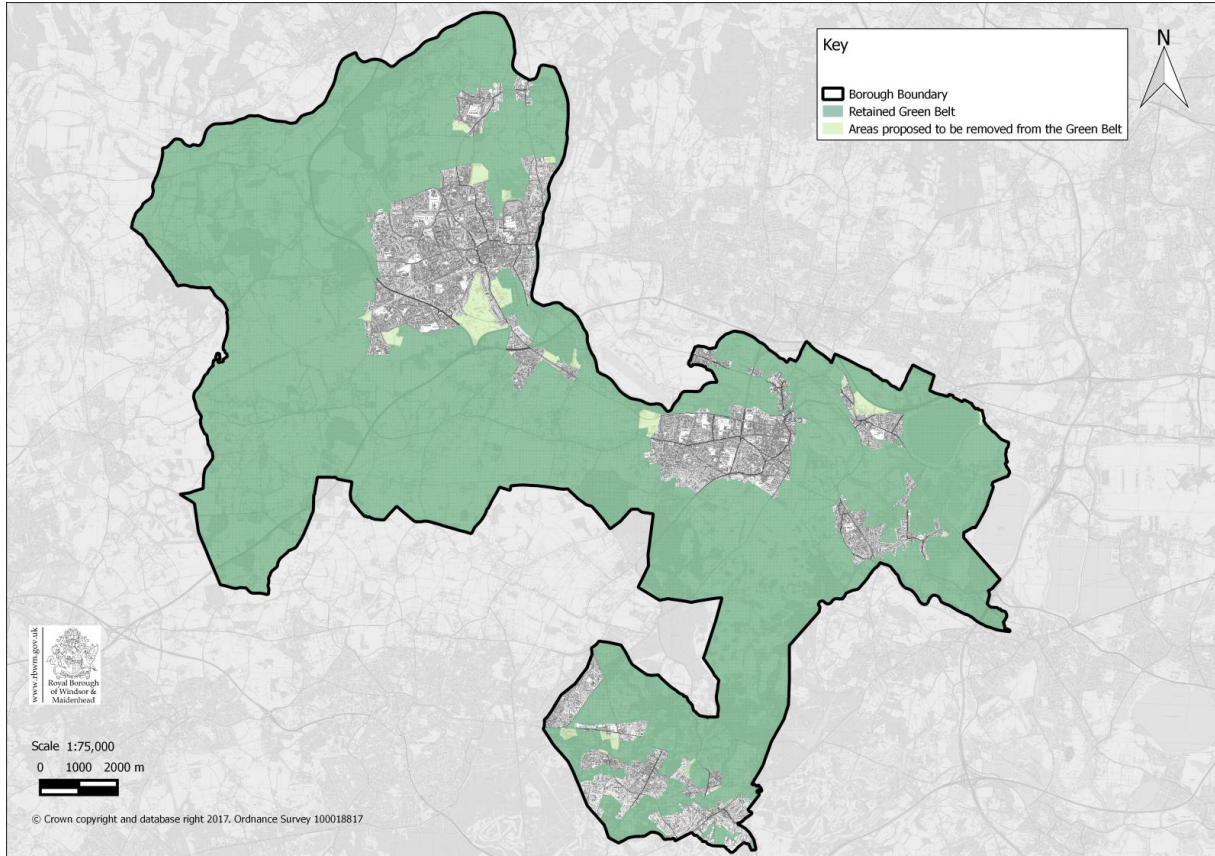 Key
Borough Boundary
Retained Green Belt
Areas proposed to be removed from the Green Belt
N
www.rbwm.gov.uk
Royal Borough
of Windsor &
Maidenhead
Scale 1:75,000
0 1000 2000 m
© Crown copyright and database right 2017. Ordnance Survey 100018817